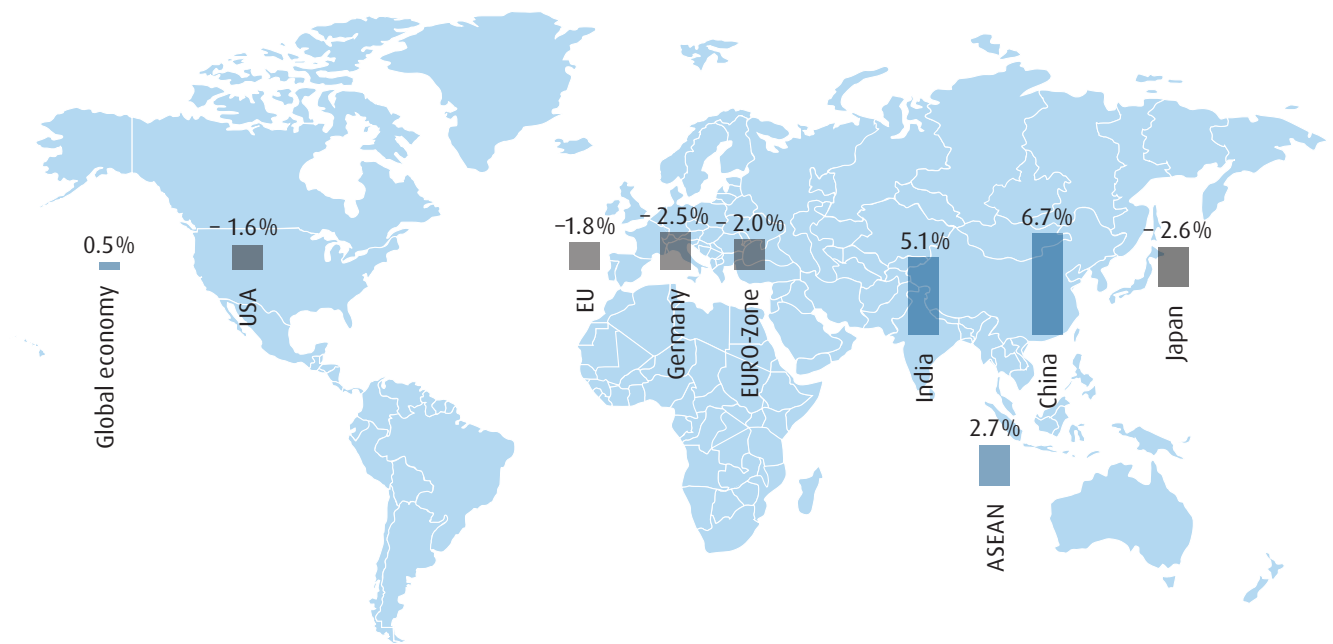 0.5%
Global economy
– 1.6%
USA
–1.8%
EU
– 2.5%
Germany
– 2.0%
EURO-Zone
5.1%
India
6.7%
China
– 2.6%
Japan
2.7%
ASEAN